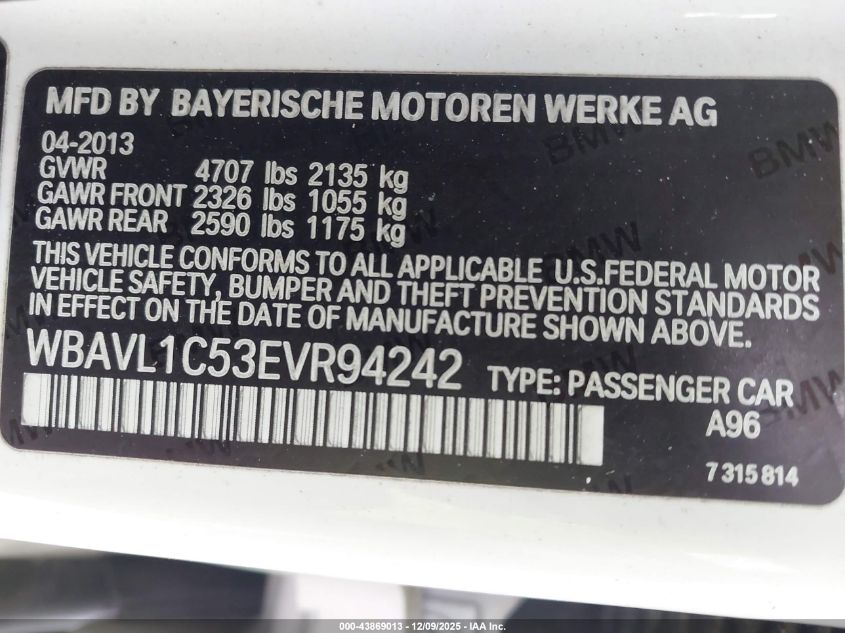 MFD BY BAYERISCHE MOTOREN WERKE AG
04-2013
GVWR 4707 lbs 2135 kg
GAWR FRONT 2326 lbs 1055 kg
GAWR REAR 2590 lbs 1175 kg
THIS VEHICLE CONFORMS TO ALL APPLICABLE U.S.FEDERAL MOTOR
VEHICLE SAFETY, BUMPER AND THEFT PREVENTION STANDARDS
IN EFFECT ON THE DATE OF MANUFACTURE SHOWN ABOVE.
WBAVL1C53EVR94242 TYPE: PASSENGER CAR
A96
7 315 814
000-43869013 - 12/09/2025 - IAA Inc.